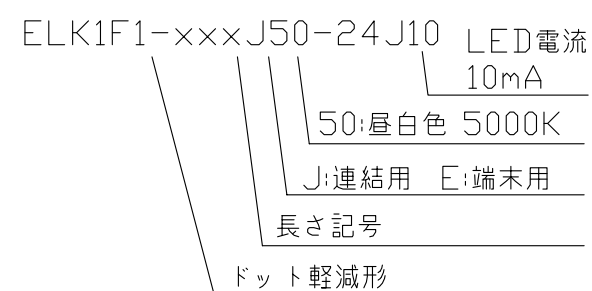 ELK1F1-xxxJ50-24J10
LED電流
10mA
50:昼白色 5000K
J:連結用 E:端末用
長さ記号
ドット軽減形